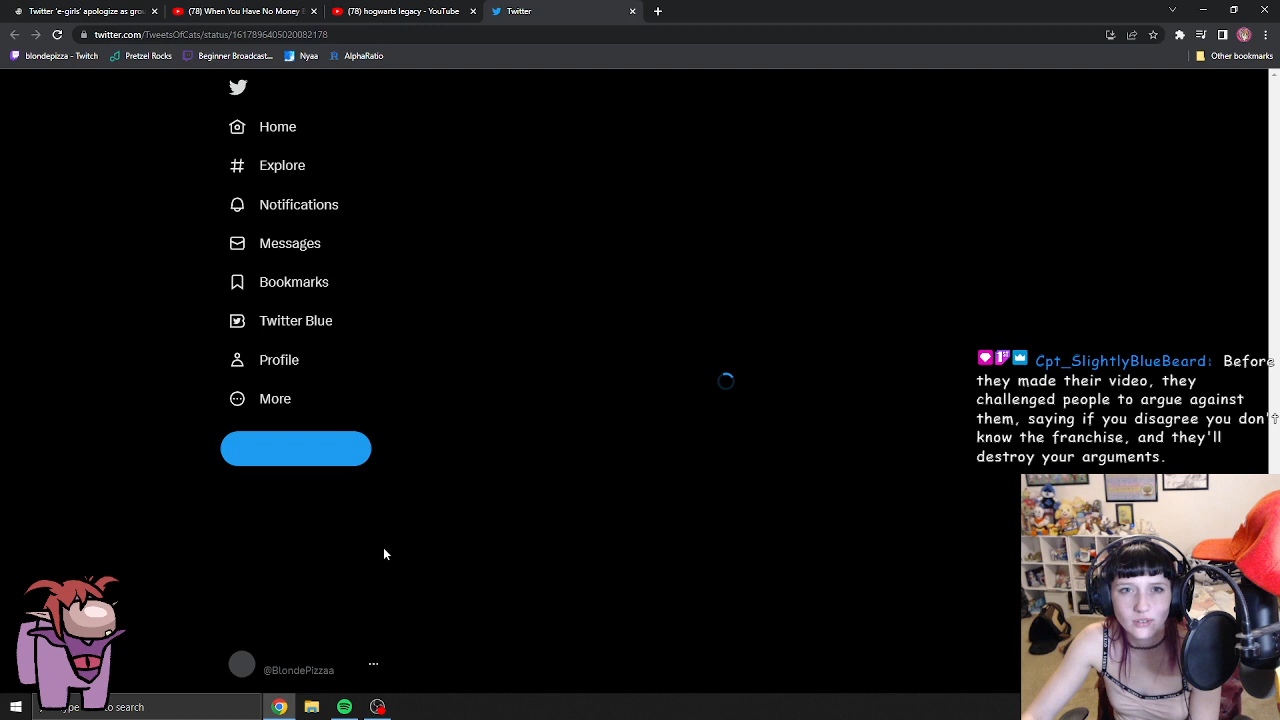 Twitter 'e-girls' apologize as grou
(78) When You Have No Money B
(78) hogwarts legacy - YouTube
Twitter
twitter.com/TweetsOfCats/status/1617896405020082178
blondepizza - Twitch
Pretzel Rocks
Beginner Broadcast...
Nyaa
AlphaRatio
Other bookmarks
Home
Explore
Notifications
Messages
Bookmarks
Twitter Blue
Profile
More
@BlondePizzaa
Cpt_SlightlyBlueBeard: Before
they made their video, they
challenged people to argue against
them, saying if you disagree you don't
know the franchise, and they'll
destroy your arguments.
to search